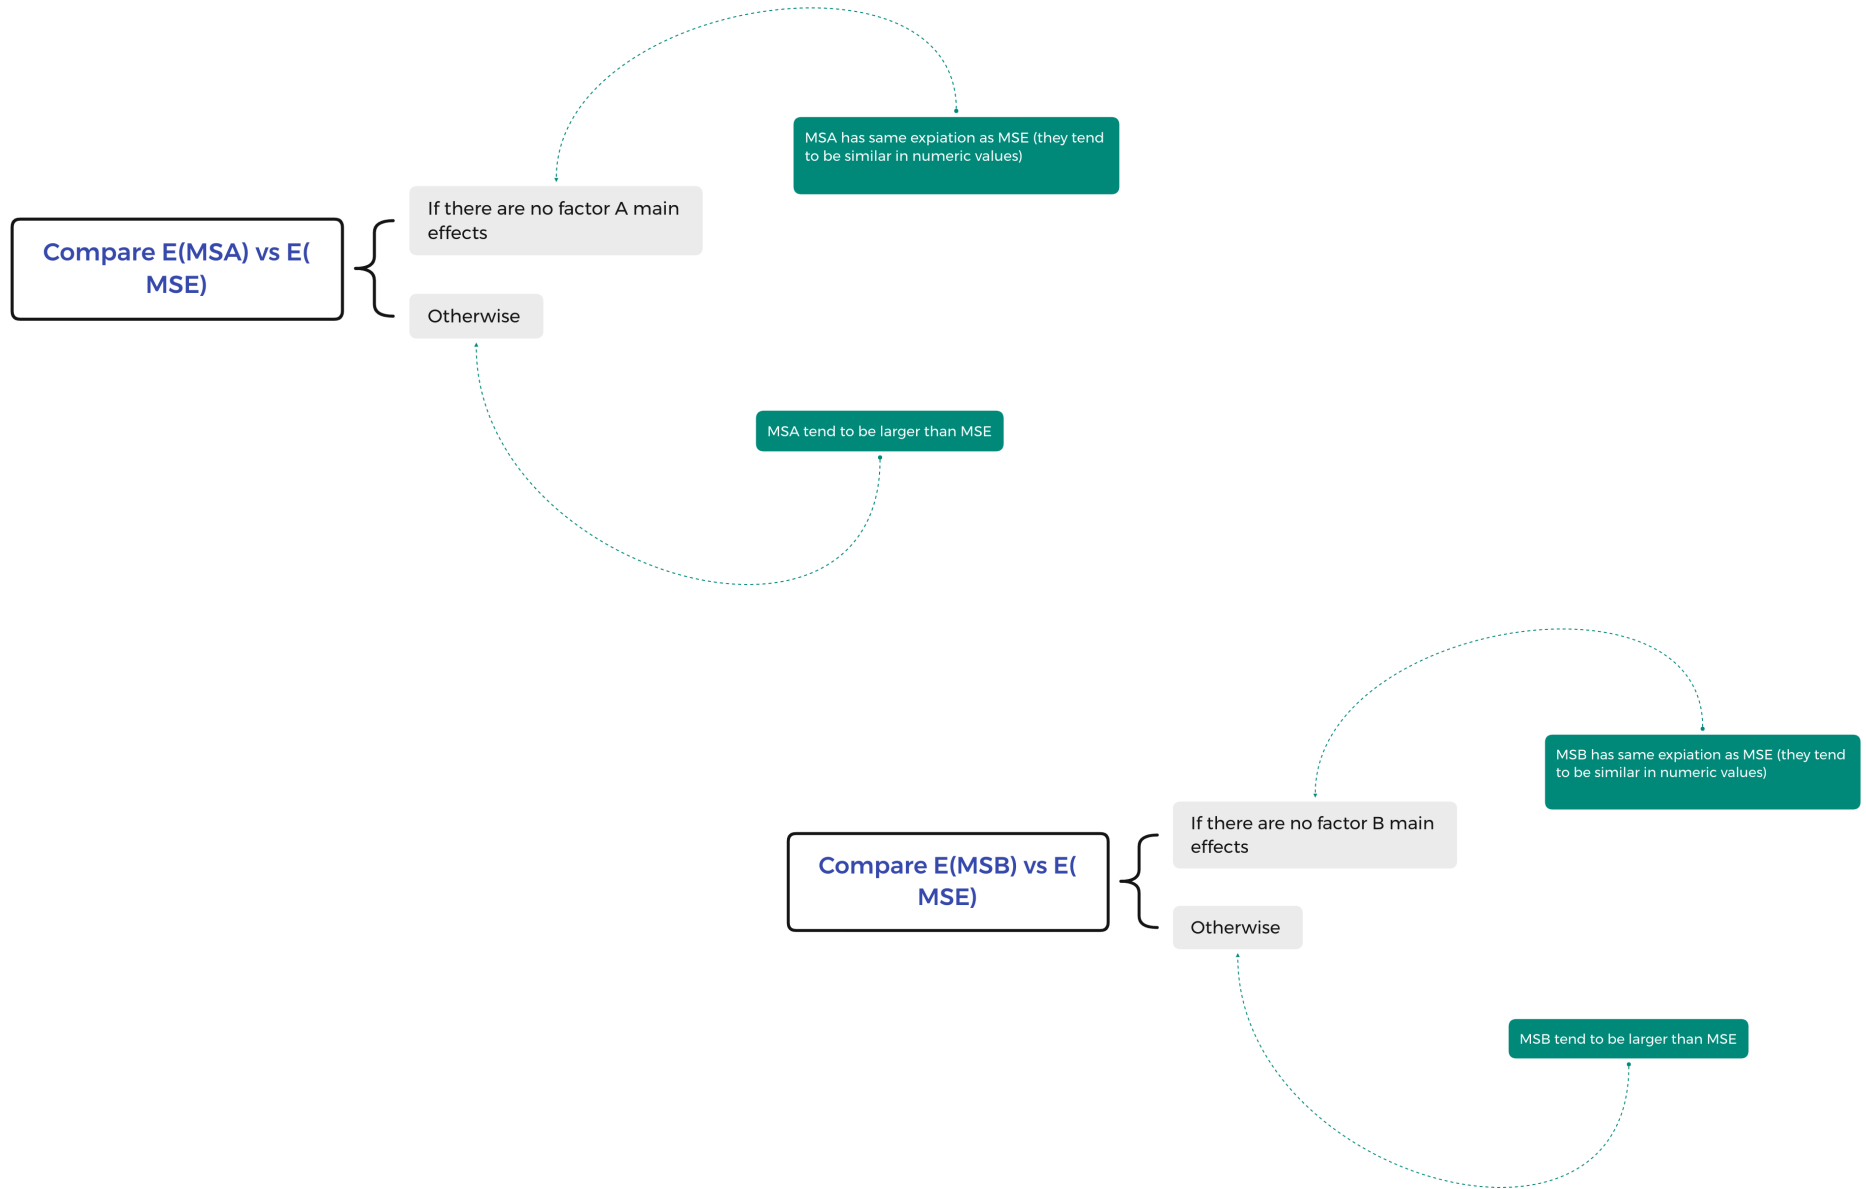 MSA has same expiation as MSE (they tend
to be similar in numeric values)
If there are no factor A main
effects
Compare E(MSA) vs E(
MSE)
Otherwise
MSA tend to be larger than MSE
MSB has same expiation as MSE (they tend
to be similar in numeric values)
If there are no factor B main
effects
Compare E(MSB) vs E(
MSE)
Otherwise
MSB tend to be larger than MSE